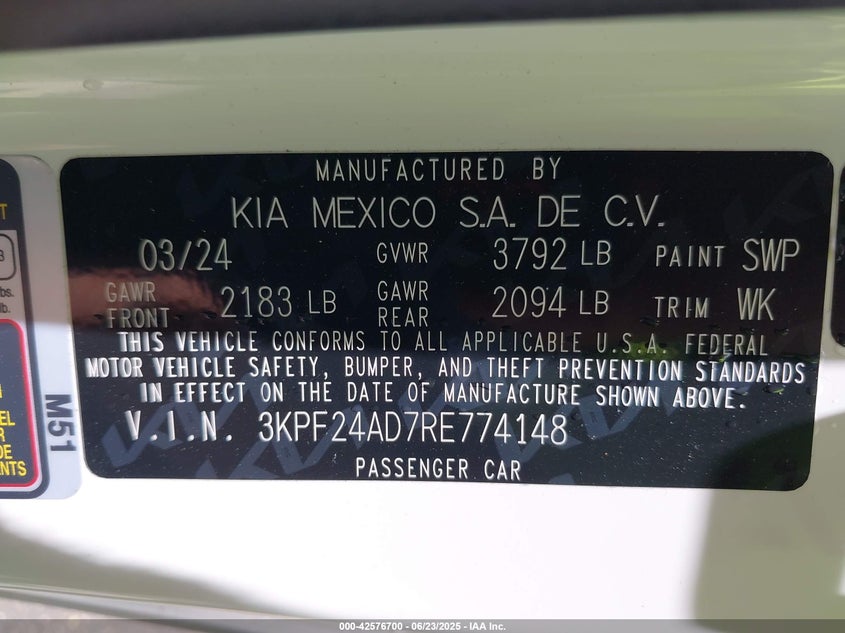 MANUFACTURED BY
KIA MEXICO S.A. DE C.V.
03/24 GVWR 3792 LB PAINT SWP
GAWR FRONT 2183 LB GAWR REAR 2094 LB TRIM WK
THIS VEHICLE CONFORMS TO ALL APPLICABLE U.S.A. FEDERAL
MOTOR VEHICLE SAFETY, BUMPER, AND THEFT PREVENTION STANDARDS
IN EFFECT ON THE DATE OF MANUFACTURE SHOWN ABOVE.
V.I.N. 3KPF24AD7RE774148
PASSENGER CAR
M51
000-42576700 - 06/23/2025 - IAA Inc.